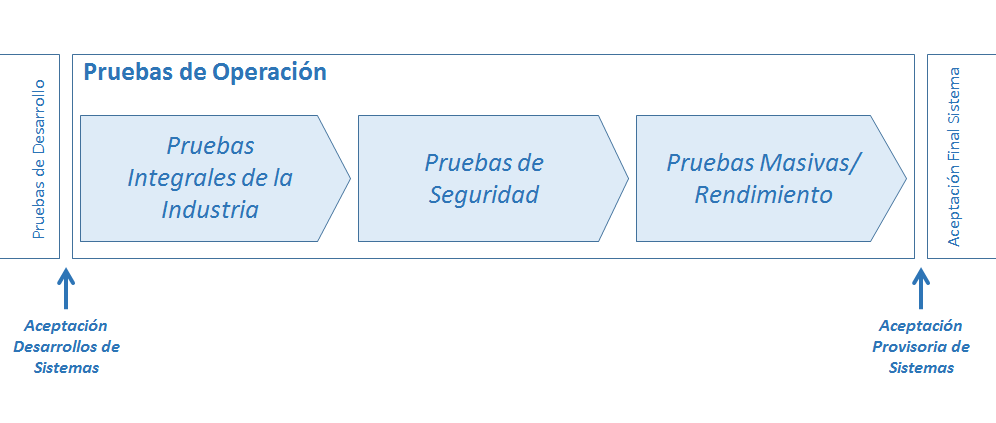 Pruebas de Desarrollo
Pruebas de Operación
Pruebas
Integrales de la
Industria
Pruebas de
Seguridad
Pruebas Masivas/
Rendimiento
Aceptación Final Sistema
Aceptación
Desarrollos de
Sistemas
Aceptación
Provisoria de
Sistemas